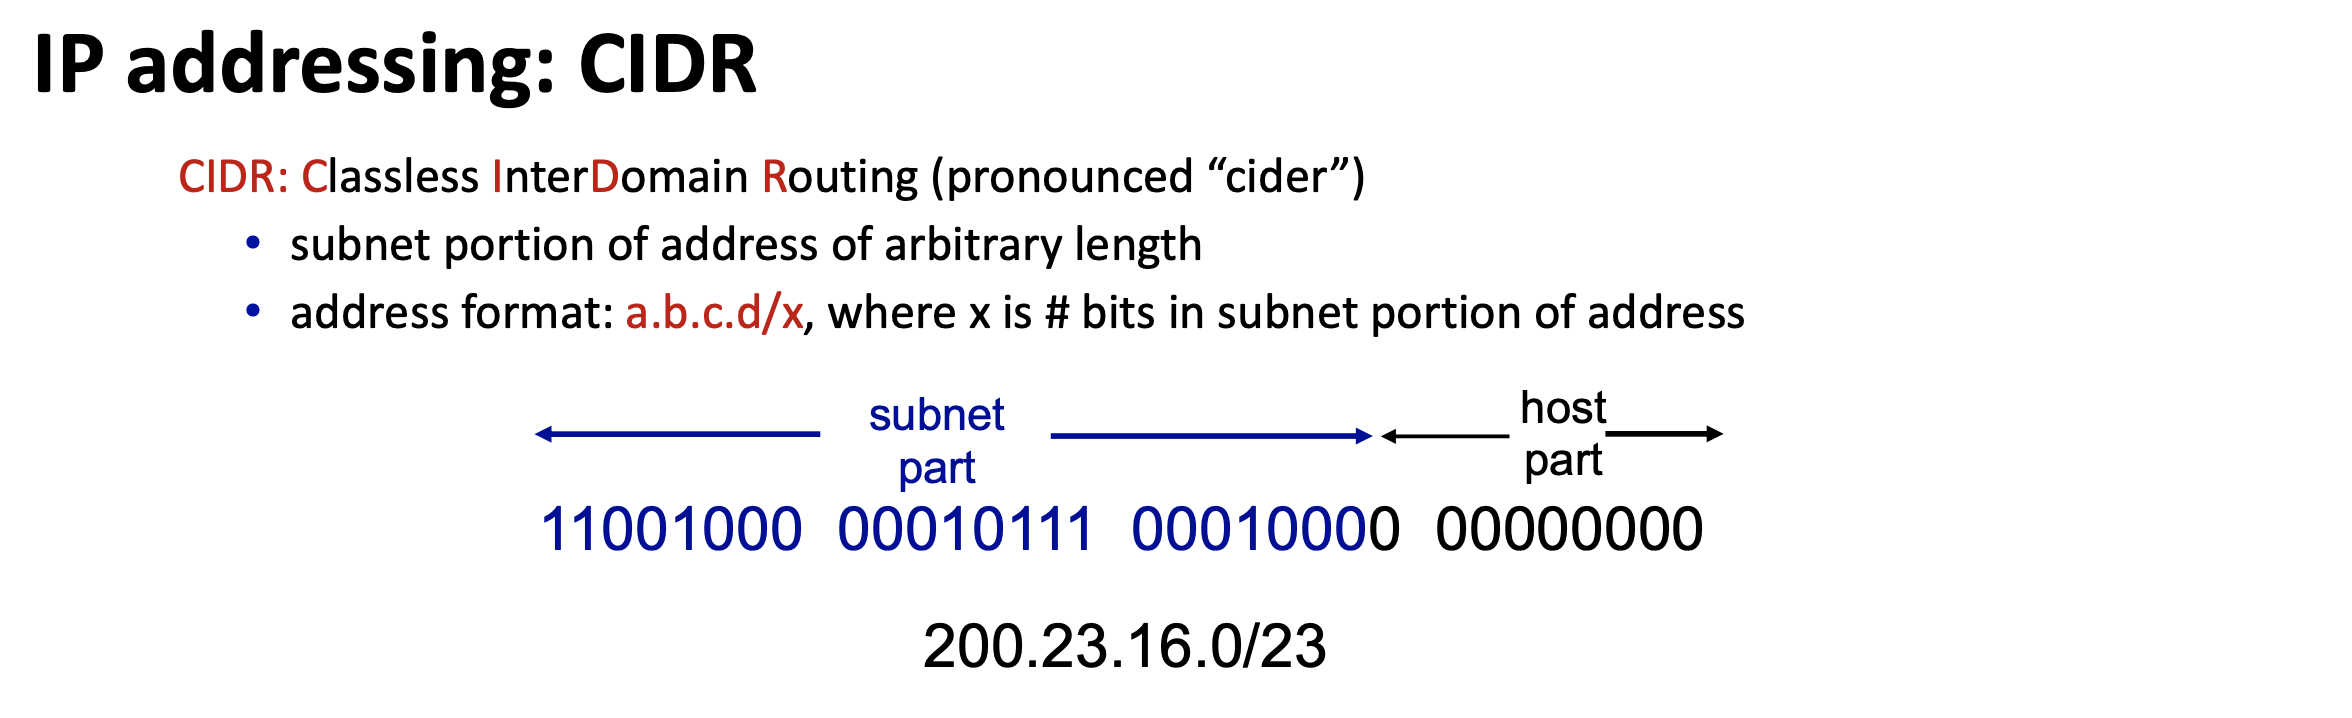 IP addressing: CIDR
CIDR: Classless InterDomain Routing (pronounced “cider”)
• subnet portion of address of arbitrary length
• address format: a.b.c.d/x, where x is # bits in subnet portion of address
subnet
part
host
part
11001000 00010111 00010000 00000000
200.23.16.0/23